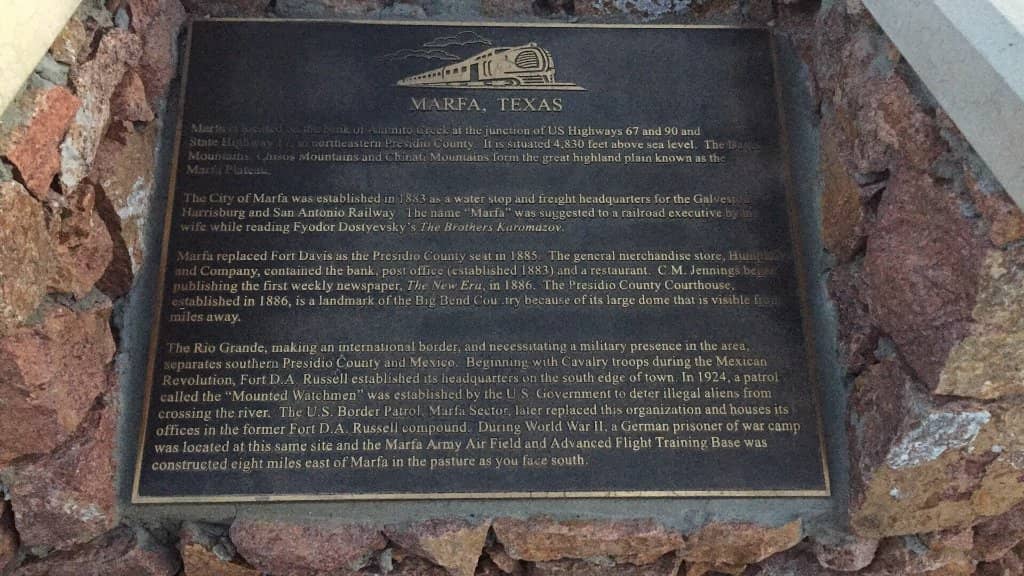 MARFA, TEXAS
Marfa is located on the bank of Alamito Creek at the junction of US Highways 67 and 90 and
State Highway 17, in northeastern Presidio County. It is situated 4,830 feet above sea level. The
Mountains, Chisos Mountains and Chinati Mountains form the great highland plain known as the
Marfa Plateau.
The City of Marfa was established in 1883 as a water stop and freight headquarters for the
Harrisburg and San Antonio Railway. The name "Marfa" was suggested to a railroad executive by his
wife while reading Fyodor Dostyevsky's The Brothers Karamazov.
Marfa replaced Fort Davis as the Presidio County seat in 1885. The general merchandise store,
and Company, contained the bank, post office (established 1883) and a restaurant. C.M. Jennings began
publishing the first weekly newspaper, The New Era, in 1886. The Presidio County Courthouse,
established in 1886, is a landmark of the Big Bend Country because of its large dome that is visible from
miles away.
The Rio Grande, making an international border, and necessitating a military presence in the area,
separates southern Presidio County and Mexico. Beginning with Cavalry troops during the Mexican
Revolution, Fort D.A. Russell established its headquarters on the south edge of town. In 1924, a patrol
called the "Mounted Watchmen" was established by the U.S. Government to deter illegal aliens from
crossing the river. The U.S. Border Patrol, Marfa Sector, later replaced this organization and houses its
offices in the former Fort D.A. Russell compound. During World War II, a German prisoner of war camp
was located at this same site and the Marfa Army Air Field and Advanced Flight Training Base was
constructed eight miles east of Marfa in the pasture as you face south.